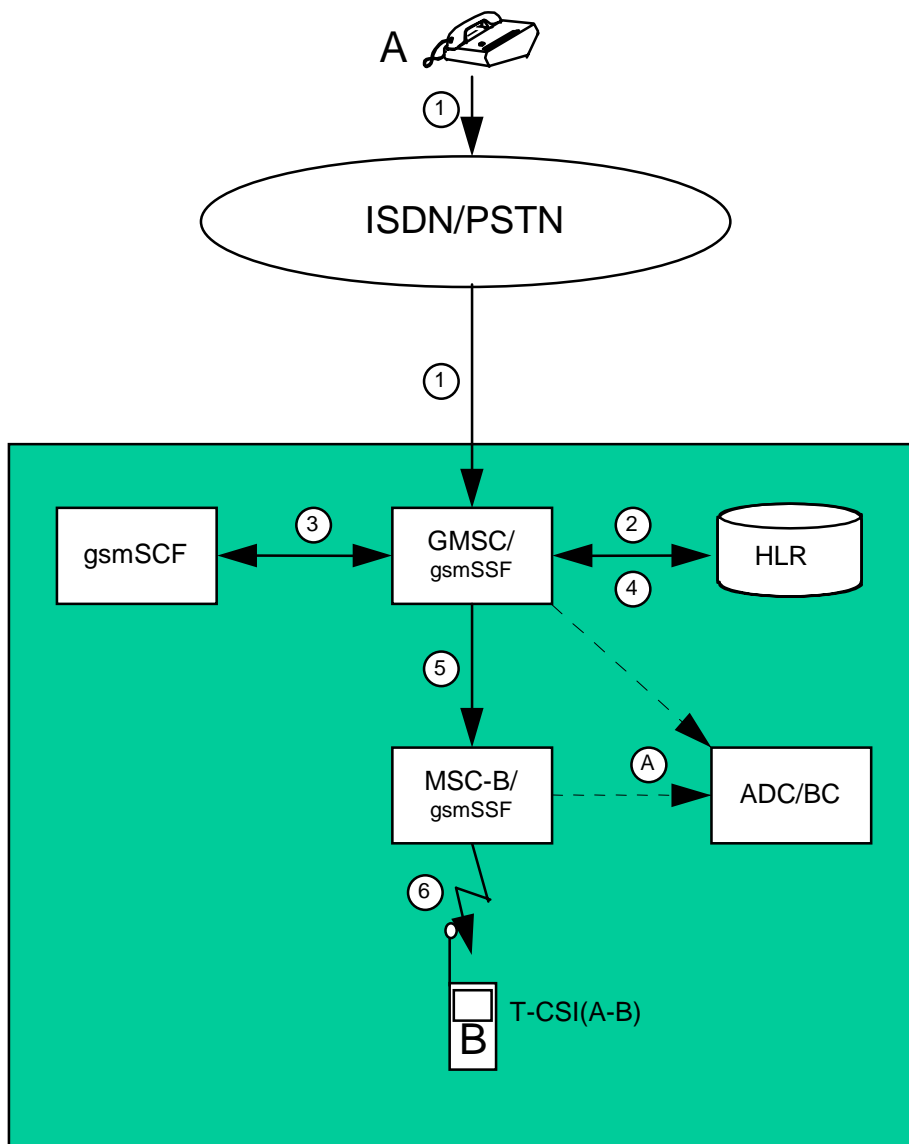 A
1
ISDN/PSTN
1
gsmSCF
3
GMSC/
gsmSSF
2
4
HLR
5
MSC-B/
gsmSSF
A
ADC/BC
6
B
T-CSI(A-B)